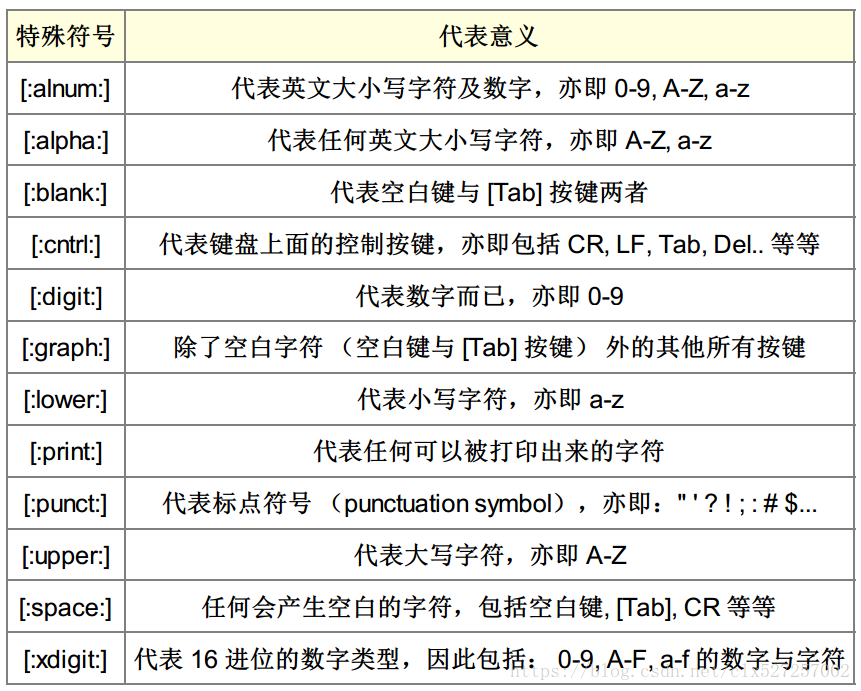 特殊符号 代表意义
[:alnum:] 代表英文大小写字符及数字，亦即 0-9, A-Z, a-z
[:alpha:] 代表任何英文大小写字符，亦即 A-Z, a-z
[:blank:] 代表空白键与 [Tab] 按键两者
[:cntrl:] 代表键盘上面的控制按键，亦即包括 CR, LF, Tab, Del.. 等等
[:digit:] 代表数字而已，亦即 0-9
[:graph:] 除了空白字符 （空白键与 [Tab] 按键） 外的其他所有按键
[:lower:] 代表小写字符，亦即 a-z
[:print:] 代表任何可以被打印出来的字符
[:punct:] 代表标点符号 （punctuation symbol），亦即：" ' ? ! ; : # $...
[:upper:] 代表大写字符，亦即 A-Z
[:space:] 任何会产生空白的字符，包括空白键, [Tab], CR 等等
[:xdigit:] 代表 16 进位的数字类型，因此包括： 0-9, A-F, a-f 的数字与字符
https://blog.csdn.net/clx527257002